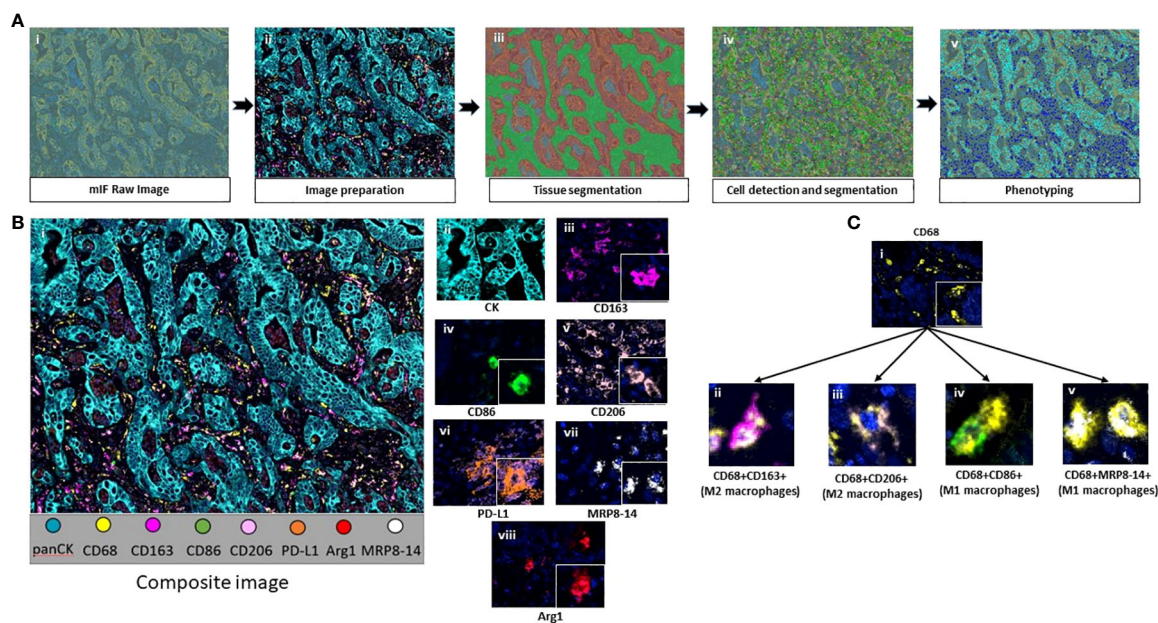 A
i
ii
iii
iv
v
mIF Raw Image
Image preparation
Tissue segmentation
Cell detection and segmentation
Phenotyping
B
i
panCK CD68 CD163 CD86 CD206 PD-L1 Arg1 MRP8-14
Composite image
ii
CK
iii
CD163
iv
CD86
v
CD206
vi
PD-L1
vii
MRP8-14
viii
Arg1
C
CD68
i
ii
CD68+CD163+
(M2 macrophages)
iii
CD68+CD206+
(M2 macrophages)
iv
CD68+CD86+
(M1 macrophages)
v
CD68+MRP8-14+
(M1 macrophages)